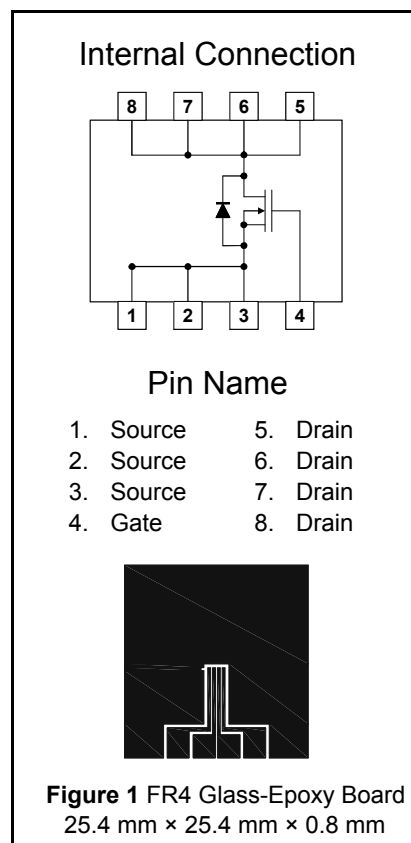 Internal Connection
8 7 6 5
1 2 3 4
Pin Name
1. Source 5. Drain
2. Source 6. Drain
3. Source 7. Drain
4. Gate 8. Drain
Figure 1 FR4 Glass-Epoxy Board
25.4 mm × 25.4 mm × 0.8 mm